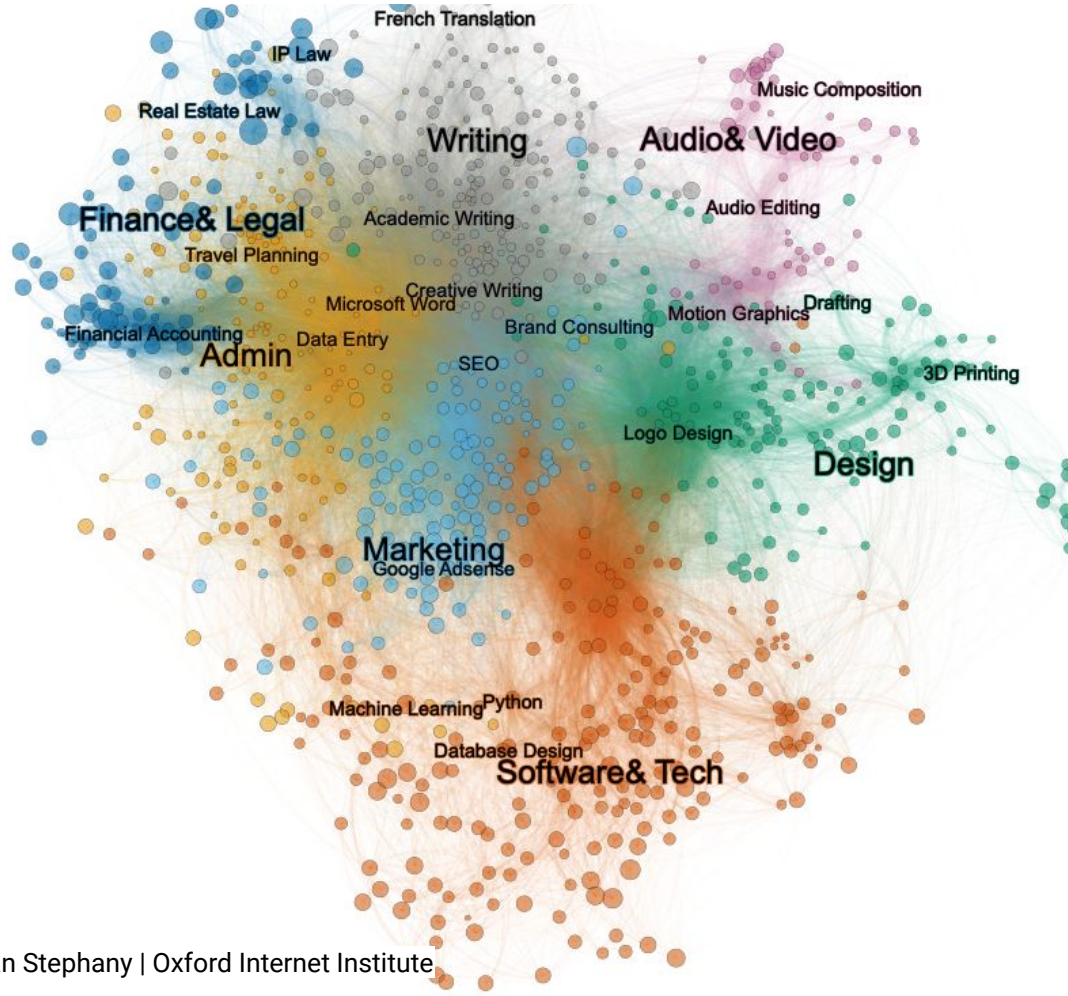 French Translation
IP Law
Music Composition
Real Estate Law
Writing
Audio& Video
Audio Editing
Finance& Legal
Academic Writing
Travel Planning
Creative Writing
Microsoft Word
Drafting
Motion Graphics
Brand Consulting
Financial Accounting
Data Entry
Admin
SEO
3D Printing
Logo Design
Design
Marketing
Google Adsense
Machine Learning
Python
Database Design
Software& Tech
n Stephany | Oxford Internet Institute